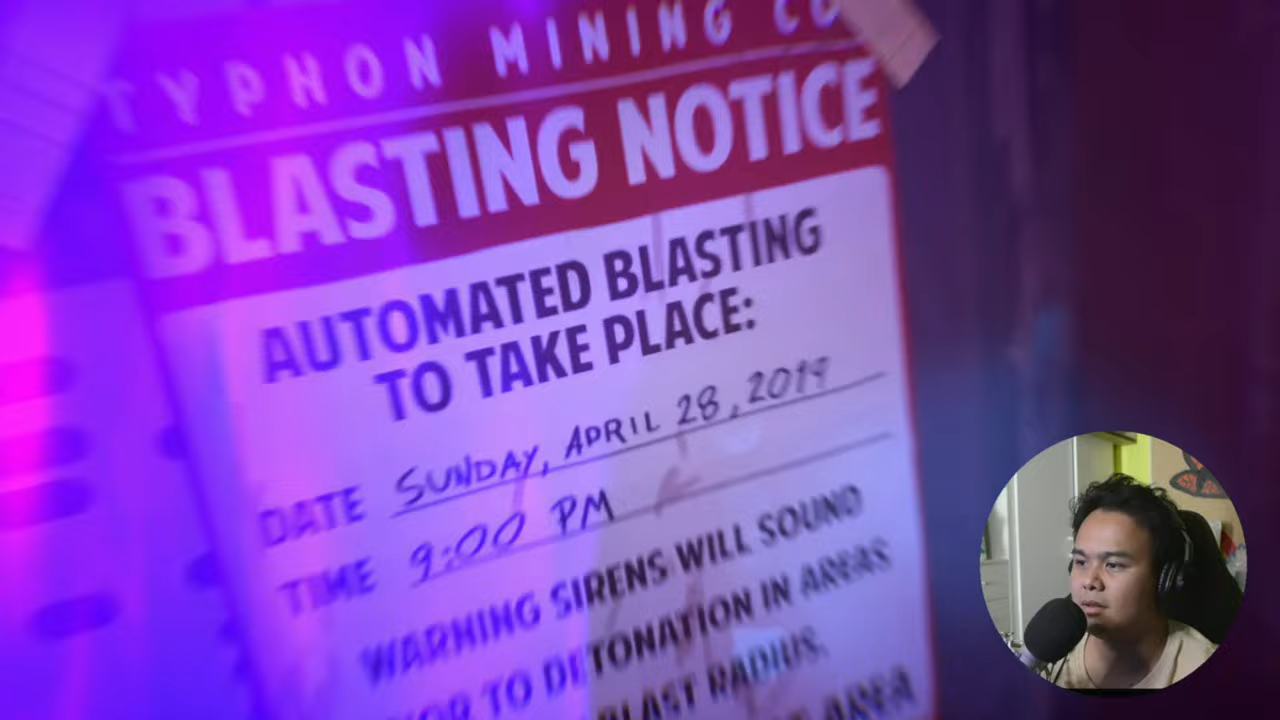 TYPHON MINING CO
BLASTING NOTICE
AUTOMATED BLASTING
TO TAKE PLACE:
DATE SUNDAY, APRIL 28, 2019
TIME 9:00 PM
WARNING SIRENS WILL SOUND
TO DETONATION IN AREAS
BLAST RADIUS.
AREA